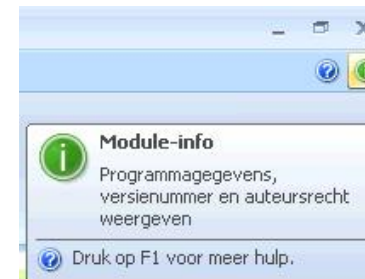 Module-info
Programmagegevens,
versienummer en auteursrecht
weergeven
Druk op F1 voor meer hulp.